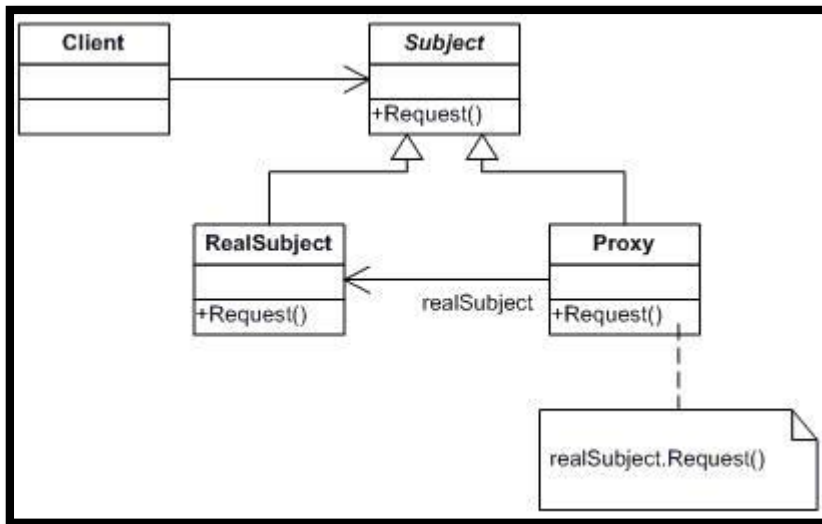 Client
Subject
+Request()
RealSubject
+Request()
realSubject
Proxy
+Request()
realSubject.Request()